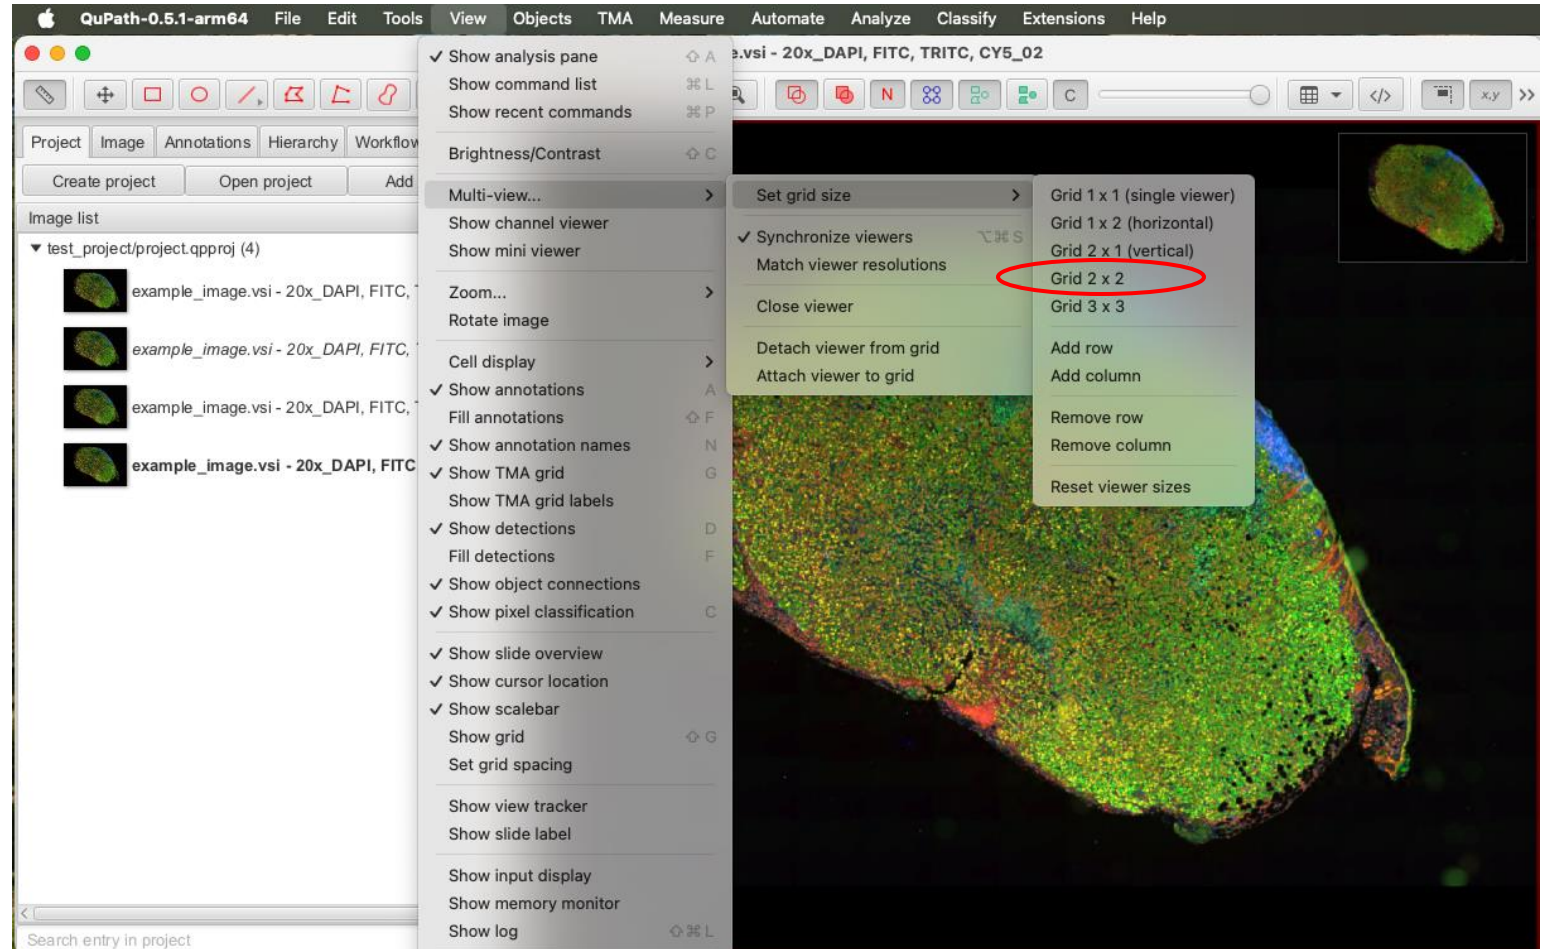 QuPath-0.5.1-arm64 File Edit Tools View Objects TMA Measure Automate Analyze Classify Extensions Help
.vsi - 20x_DAPI, FITC, TRITC, CY5_02
N C x,y
Project Image Annotations Hierarchy Workflow
Create project Open project Add
Image list
test_project/project.qpproj (4)
example_image.vsi - 20x_DAPI, FITC,
example_image.vsi - 20x_DAPI, FITC,
example_image.vsi - 20x_DAPI, FITC,
example_image.vsi - 20x_DAPI, FITC
Search entry in project
✓ Show analysis pane ⇧ A
Show command list ⌘ L
Show recent commands ⌘ P
Brightness/Contrast ⇧ C
Multi-view... >
Show channel viewer
Show mini viewer
Zoom... >
Rotate image
Cell display >
✓ Show annotations A
Fill annotations ⇧ F
✓ Show annotation names N
✓ Show TMA grid G
Show TMA grid labels
✓ Show detections D
Fill detections F
✓ Show object connections
✓ Show pixel classification C
✓ Show slide overview
✓ Show cursor location
✓ Show scalebar
Show grid ⇧ G
Set grid spacing
Show view tracker
Show slide label
Show input display
Show memory monitor
Show log ⇧ ⌘ L
Set grid size >
✓ Synchronize viewers ⌥ ⌘ S
Match viewer resolutions
Close viewer
Detach viewer from grid
Attach viewer to grid
Grid 1 x 1 (single viewer)
Grid 1 x 2 (horizontal)
Grid 2 x 1 (vertical)
Grid 2 x 2
Grid 3 x 3
Add row
Add column
Remove row
Remove column
Reset viewer sizes